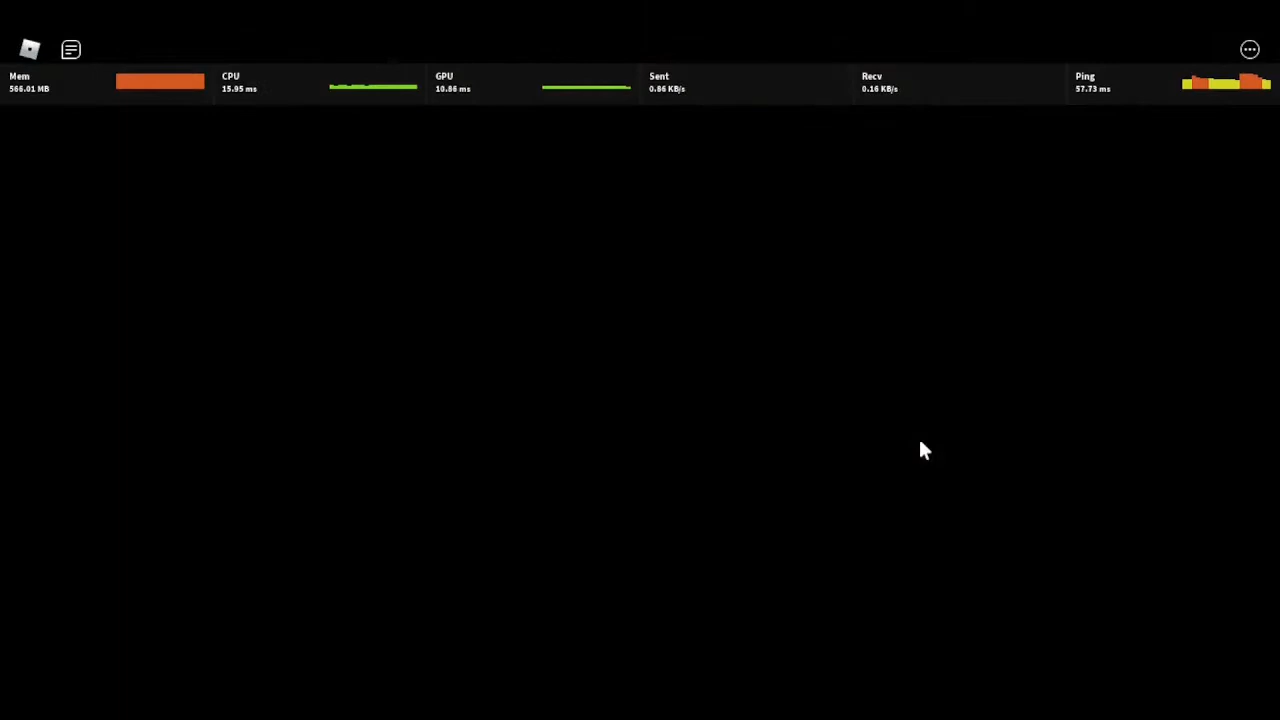 Mem
566.01 MB
CPU
15.95 ms
GPU
10.86 ms
Sent
0.86 KB/s
Recv
0.16 KB/s
Ping
57.73 ms